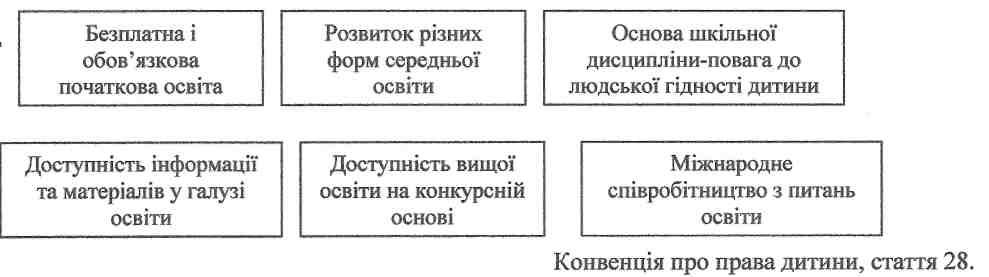 Безплатна і
обов’язкова
початкова освіта
Розвиток різних
форм середньої
освіти
Основа шкільної
дисципліни-повага до
людської гідності дитини
Доступність інформації
та матеріалів у галузі
освіти
Доступність вищої
освіти на конкурсній
основі
Міжнародне
співробітництво з питань
освіти
Конвенція про права дитини, стаття 28.